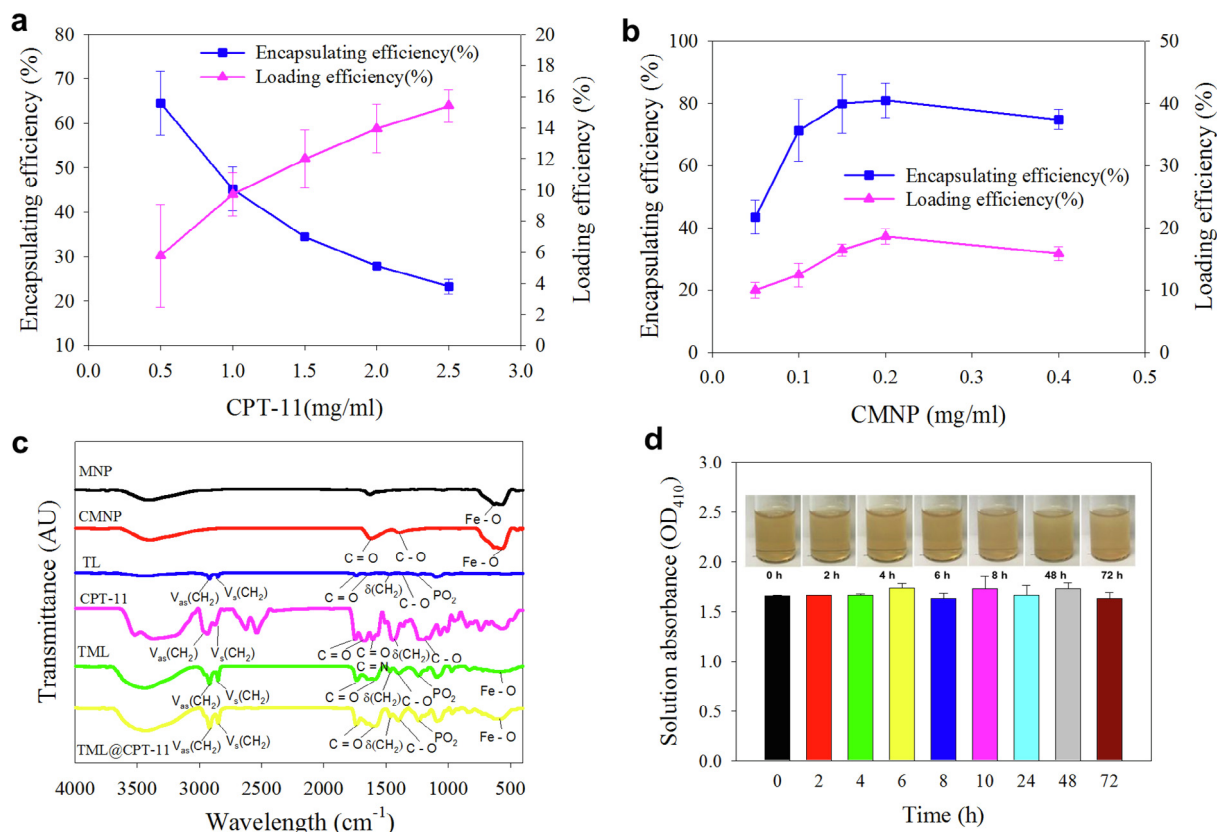 a
80
70
60
50
40
30
20
10
Encapsulating efficiency (%)
Encapsulating efficiency(%)
Loading efficiency(%)
20
18
16
14
12
10
8
6
4
2
0
Loading efficiency (%)
0.0 0.5 1.0 1.5 2.0 2.5 3.0
CPT-11(mg/ml)
b
100
80
60
40
20
0
Encapsulating efficiency (%)
Encapsulating efficiency(%)
Loading efficiency(%)
50
40
30
20
10
0
Loading efficiency (%)
0.0 0.1 0.2 0.3 0.4 0.5
CMNP (mg/ml)
c
Transmittance (AU)
MNP
Fe - O
CMNP
C = O C - O Fe - O
TL
Vas(CH2) Vs(CH2) C = O δ(CH2) C - O PO2
CPT-11
Vas(CH2) Vs(CH2) C = O C = O δ(CH2) C - O
C = N
TML
Vas(CH2) Vs(CH2) C = O δ(CH2) C - O PO2 Fe - O
TML@CPT-11
Vas(CH2) Vs(CH2) C = O δ(CH2) C - O PO2 Fe - O
4000 3000 2000 1500 1000 500
Wavelength (cm-1)
d
3.0
2.5
2.0
1.5
1.0
0.5
0.0
Solution absorbance (OD410)
0 h 2 h 4 h 6 h 8 h 48 h 72 h
0 2 4 6 8 10 24 48 72
Time (h)